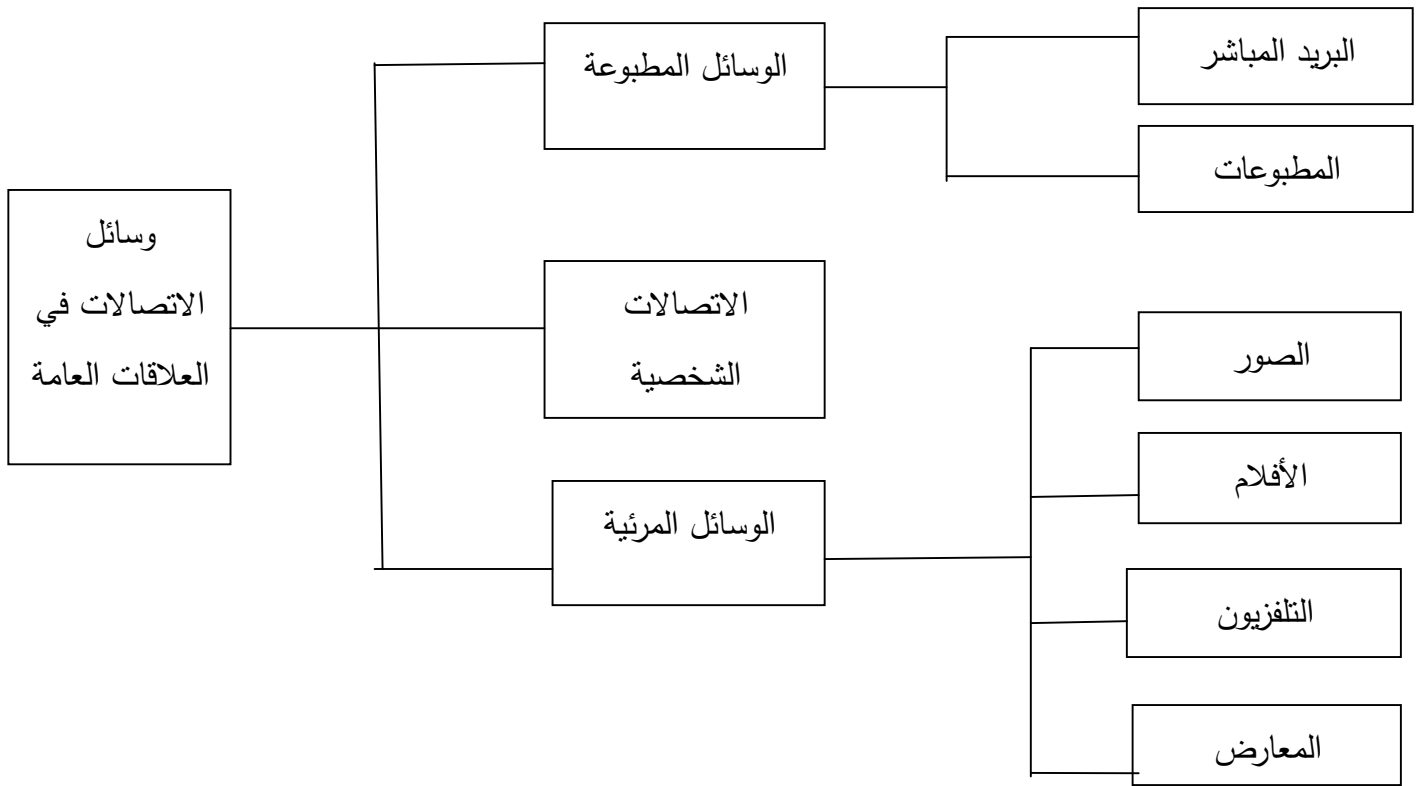 وسائل
الاتصالات في
العلاقات العامة
الوسائل المطبوعة
البريد المباشر
المطبوعات
الاتصالات
الشخصية
الوسائل المرئية
الصور
الأفلام
التلفزيون
المعارض